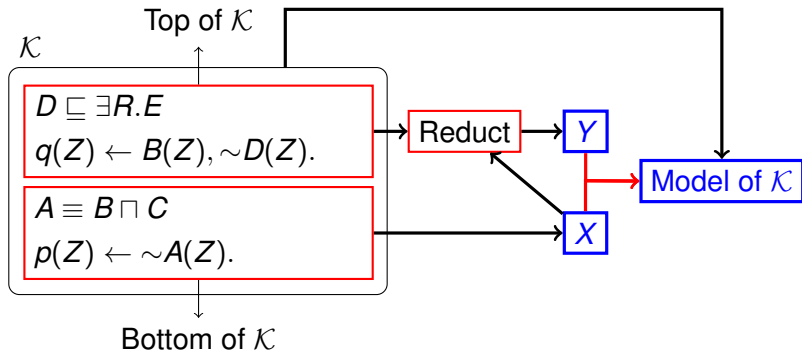 Top of 𝒦
𝒦
D ⊑ ∃R.E
q(Z) ← B(Z), ∼D(Z).
Reduct
Y
Model of 𝒦
A ≡ B ⊓ C
p(Z) ← ∼A(Z).
X
Bottom of 𝒦